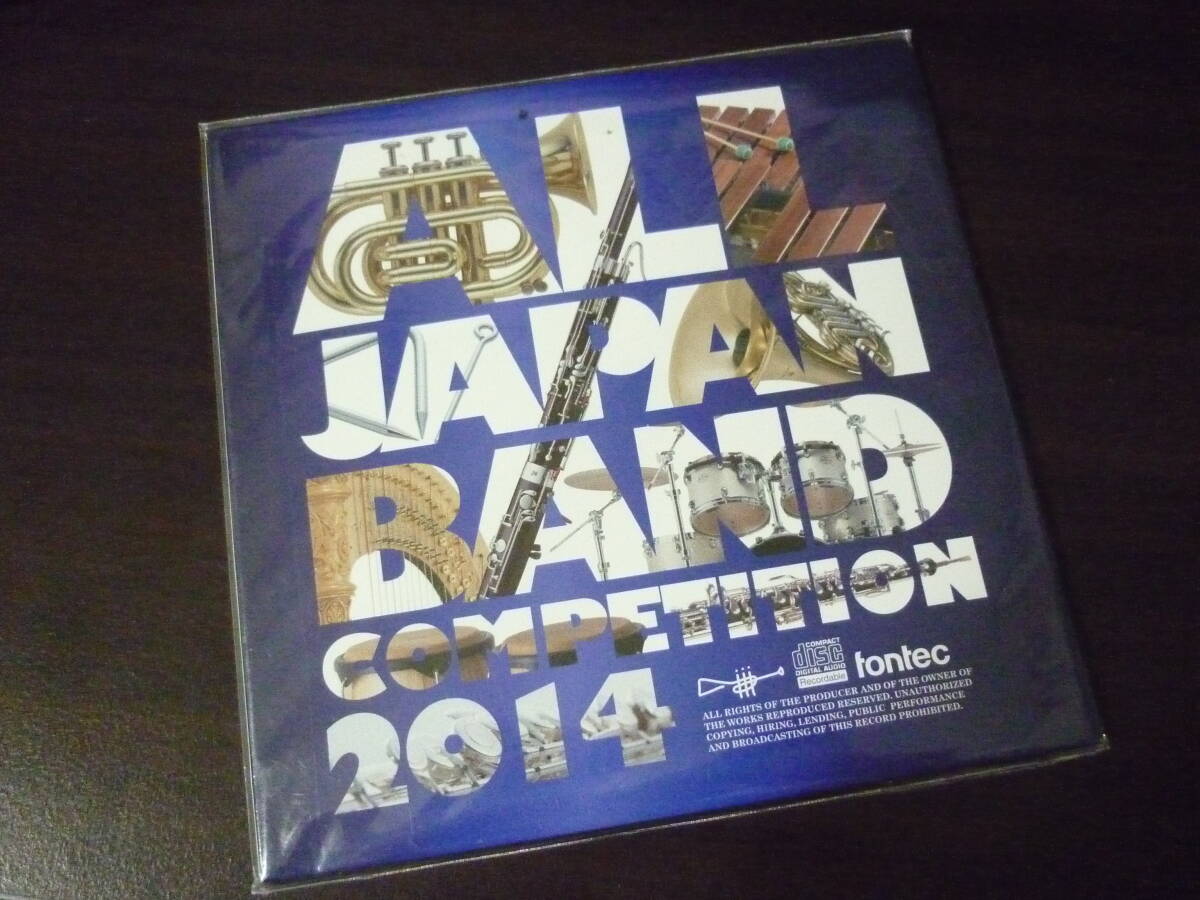 ALL
JAPAN
BAND
COMPETITION
2014
COMPACT
disc
DIGITAL AUDIO
Recordable
fontec
ALL RIGHTS OF THE PRODUCER AND OF THE OWNER OF
THE WORKS REPRODUCED RESERVED. UNAUTHORIZED
COPYING, HIRING, LENDING, PUBLIC PERFORMANCE
AND BROADCASTING OF THIS RECORD PROHIBITED.